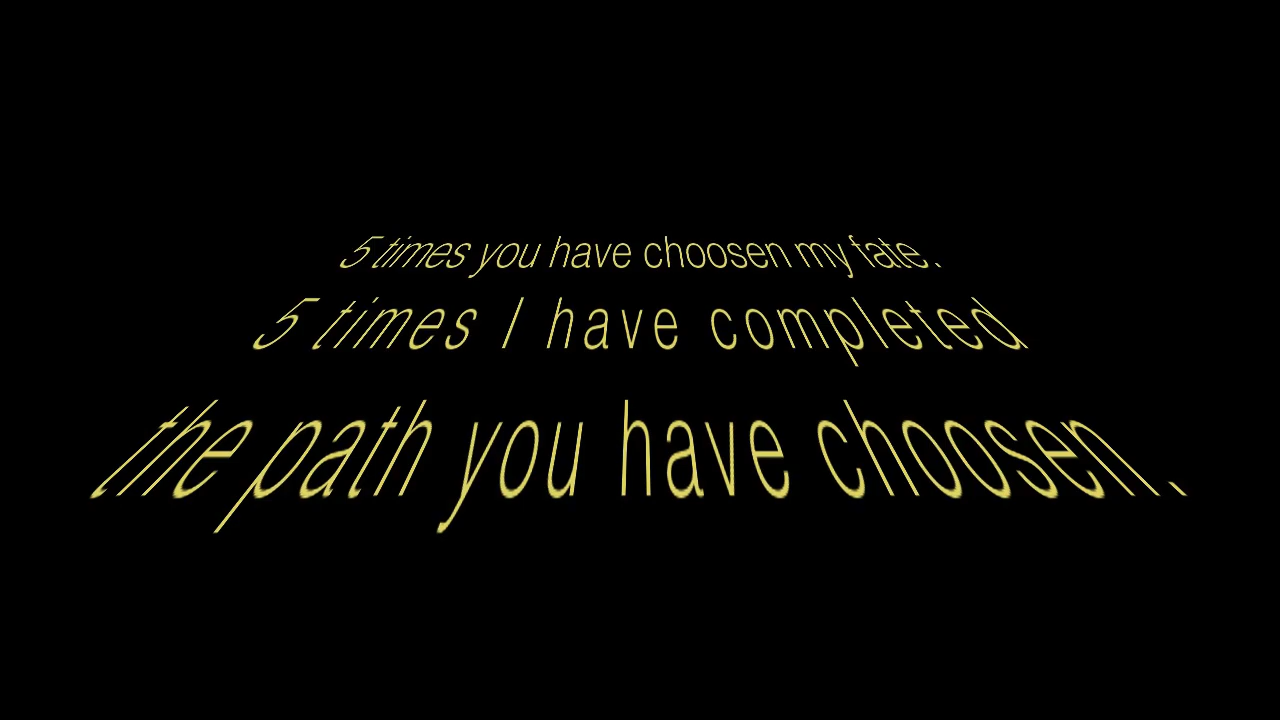 5 times you have choosen my fate.
5 times I have completed
the path you have choosen.